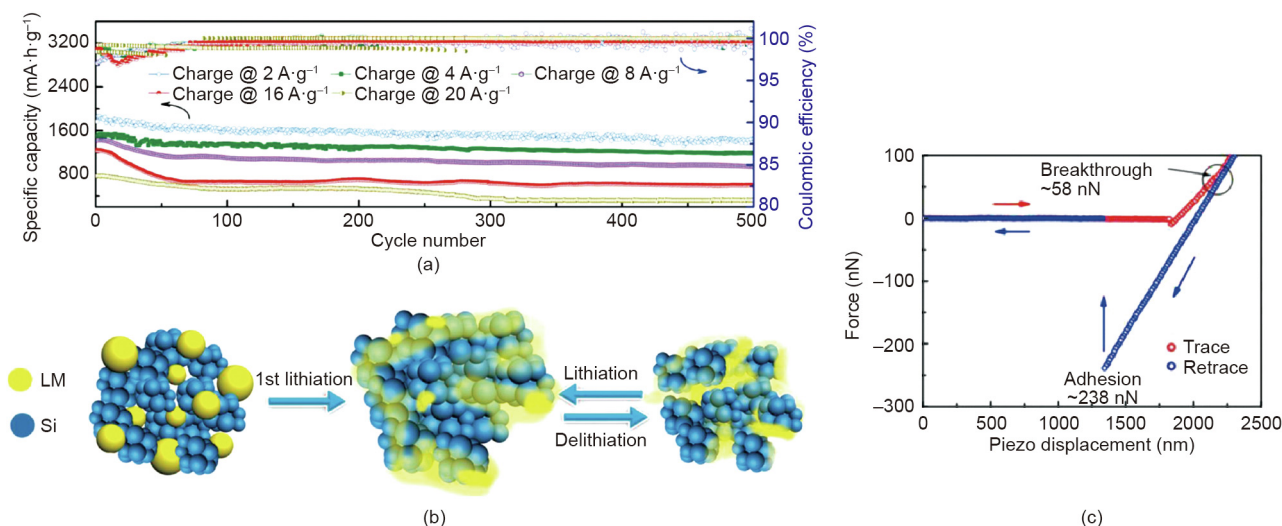 3200
2400
1600
800
Specific capacity (mA·h·g⁻¹)
100
95
90
85
80
Coulombic efficiency (%)
Charge @ 2 A·g⁻¹
Charge @ 4 A·g⁻¹
Charge @ 8 A·g⁻¹
Charge @ 16 A·g⁻¹
Charge @ 20 A·g⁻¹
0
100
200
300
400
500
Cycle number
(a)
LM
Si
1st lithiation
Lithiation
Delithiation
(b)
100
0
−100
−200
−300
Force (nN)
Breakthrough
~58 nN
Trace
Retrace
Adhesion
~238 nN
0
500
1000
1500
2000
2500
Piezo displacement (nm)
(c)